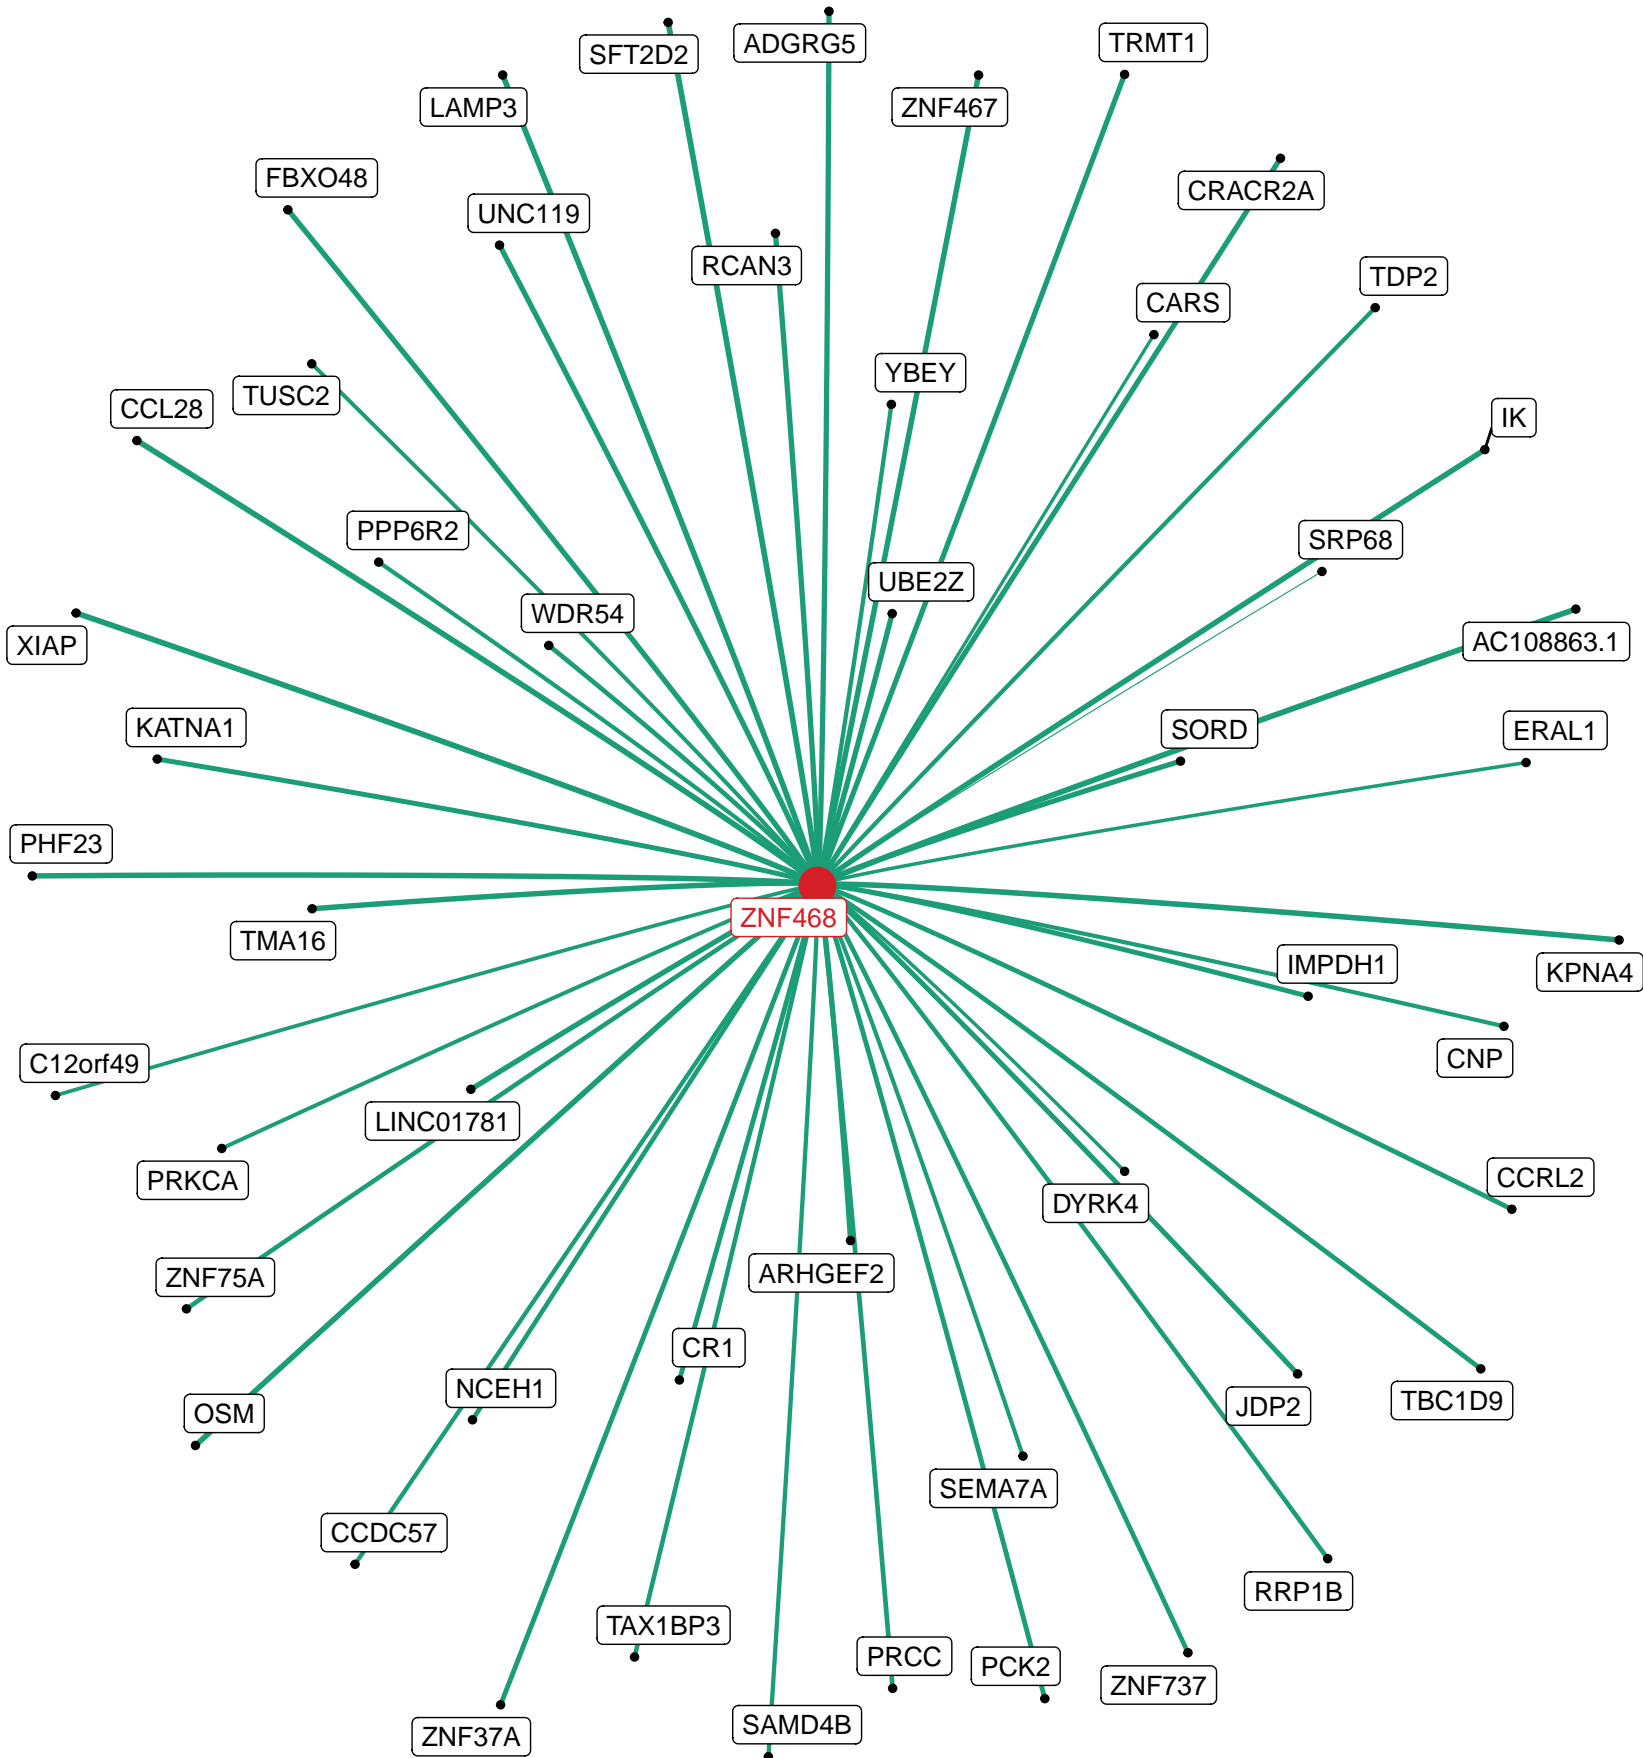 ADGRG5
TRMT1
SFT2D2
LAMP3
ZNF467
FBXO48
CRACR2A
UNC119
RCAN3
TDP2
CARS
YBEY
TUSC2
CCL28
IK
PPP6R2
SRP68
UBE2Z
WDR54
XIAP
AC108863.1
KATNA1
SORD
ERAL1
PHF23
ZNF468
TMA16
IMPDH1
KPNA4
CNP
C12orf49
LINC01781
PRKCA
CCRL2
DYRK4
ZNF75A
ARHGEF2
CR1
NCEH1
OSM
JDP2
TBC1D9
SEMA7A
CCDC57
RRP1B
TAX1BP3
PRCC
PCK2
ZNF737
SAMD4B
ZNF37A